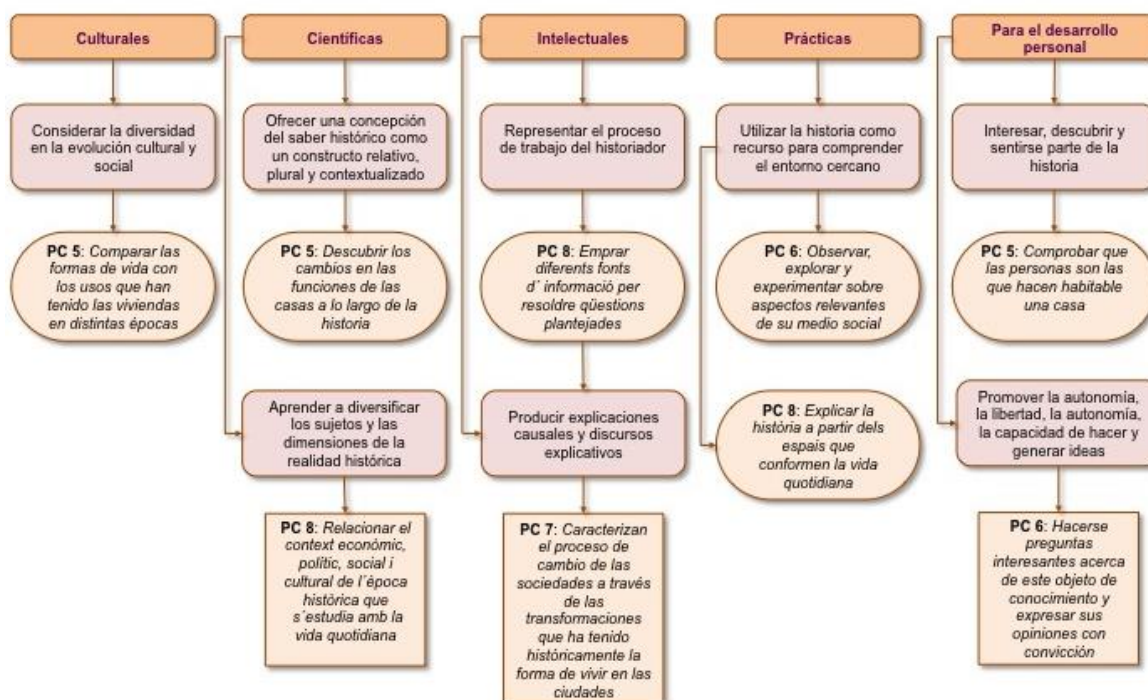 Culturales
Considerar la diversidad
en la evolución cultural y
social
PC 5: Comparar las
formas de vida con
los usos que han
tenido las viviendas
en distintas épocas
Científicas
Ofrecer una concepción
del saber histórico como
un constructo relativo,
plural y contextualizado
PC 5: Descubrir los
cambios en las
funciones de las
casas a lo largo de la
historia
Aprender a diversificar
los sujetos y las
dimensiones de la
realidad histórica
PC 8: Relacionar el
context econòmic,
polític, social i
cultural de l´època
històrica que
s´estudia amb la
vida quotidiana
Intelectuales
Representar el proceso
de trabajo del historiador
PC 8: Emprar
diferents fonts
d´ informació per
resoldre qüestions
plantejades
Producir explicaciones
causales y discursos
explicativos
PC 7: Caracterizan
el proceso de
cambio de las
sociedades a través
de las
transformaciones
que ha tenido
históricamente la
forma de vivir en las
ciudades
Prácticas
Utilizar la historia como
recurso para comprender
el entorno cercano
PC 6: Observar,
explorar y
experimentar sobre
aspectos relevantes
de su medio social
PC 8: Explicar la
història a partir dels
espais que
conformen la vida
quotidiana
Para el desarrollo
personal
Interesar, descubrir y
sentirse parte de la
historia
PC 5: Comprobar que
las personas son las
que hacen habitable
una casa
Promover la autonomía,
la libertad, la autonomía,
la capacidad de hacer y
generar ideas
PC 6: Hacerse
preguntas
interesantes acerca
de este objeto de
conocimiento y
expresar sus
opiniones con
convicción